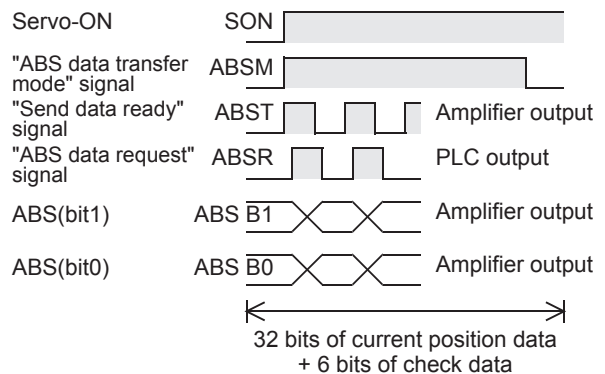 Servo-ON SON
"ABS data transfer
mode" signal ABSM
"Send data ready"
signal ABST Amplifier output
"ABS data request"
signal ABSR PLC output
ABS(bit1) ABS B1 Amplifier output
ABS(bit0) ABS B0 Amplifier output
32 bits of current position data
+ 6 bits of check data